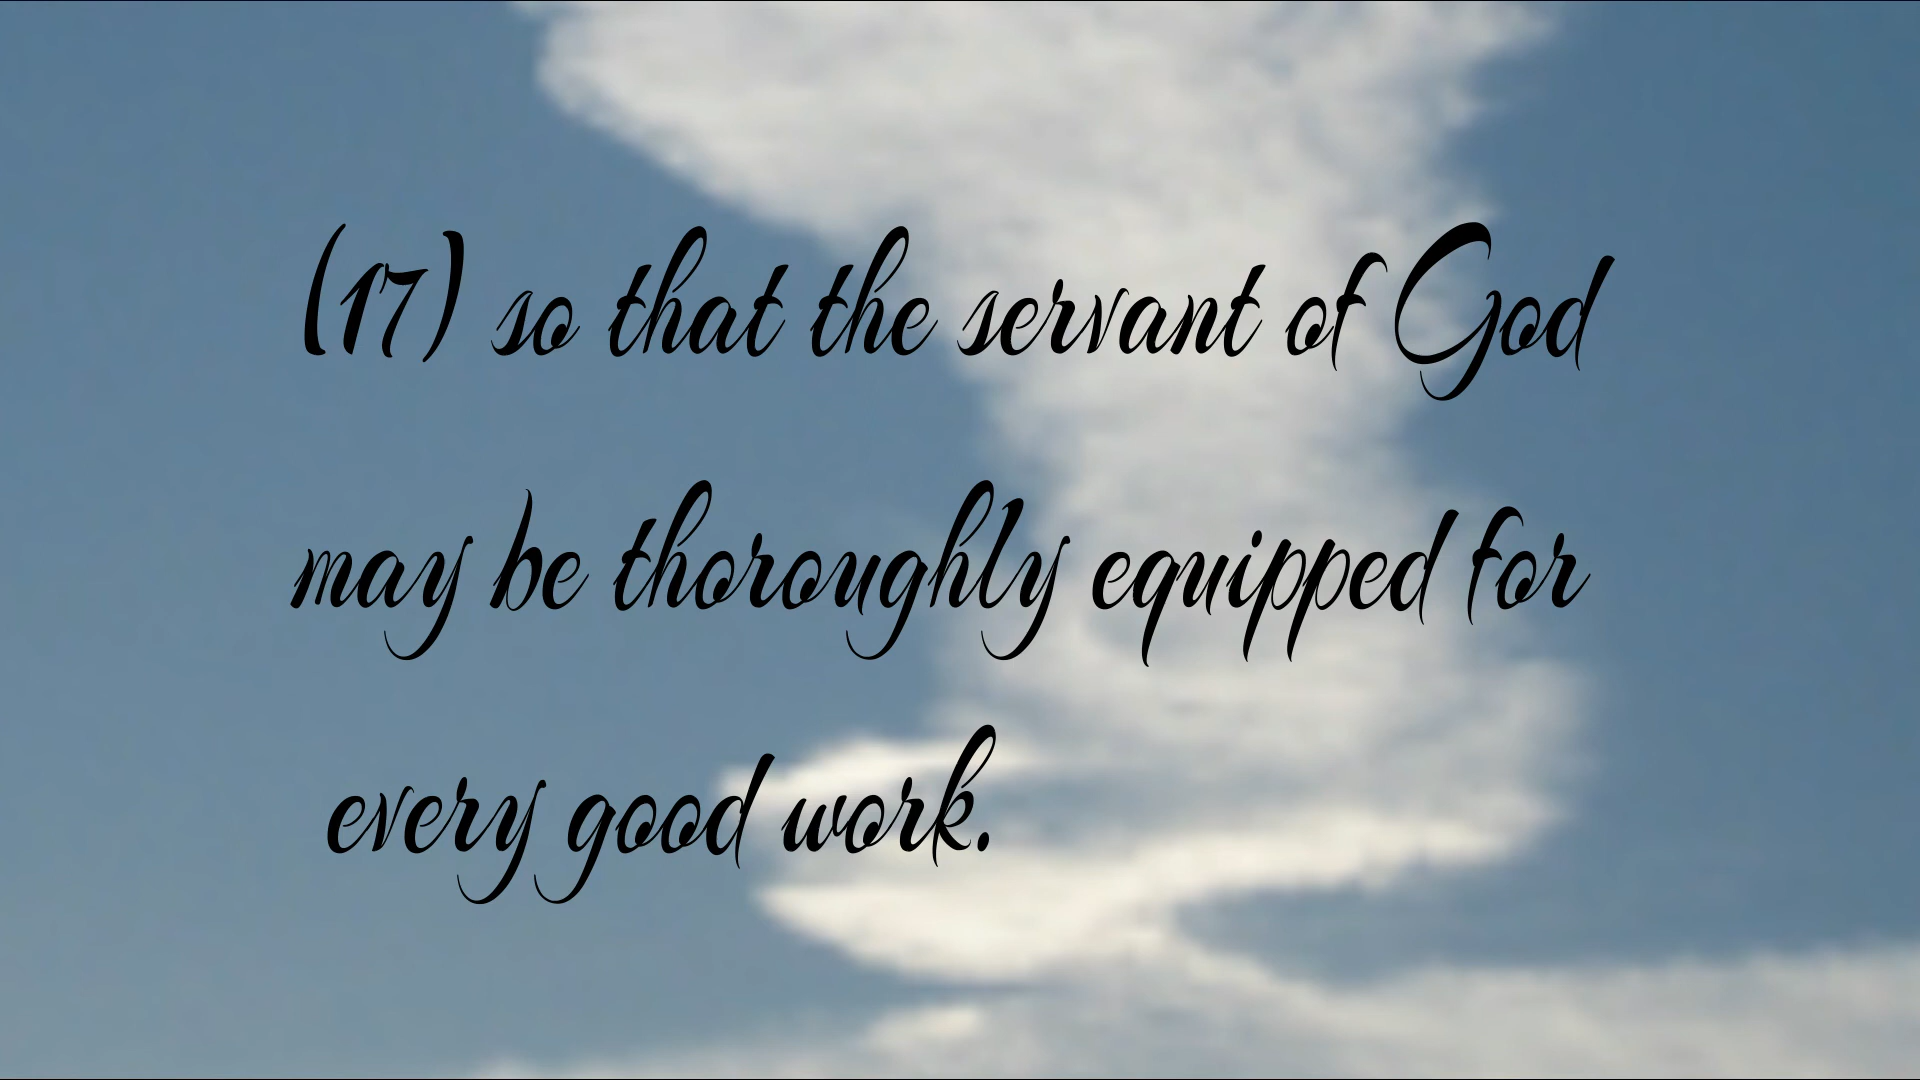 (17) so that the servant of God
may be thoroughly equipped for
every good work.